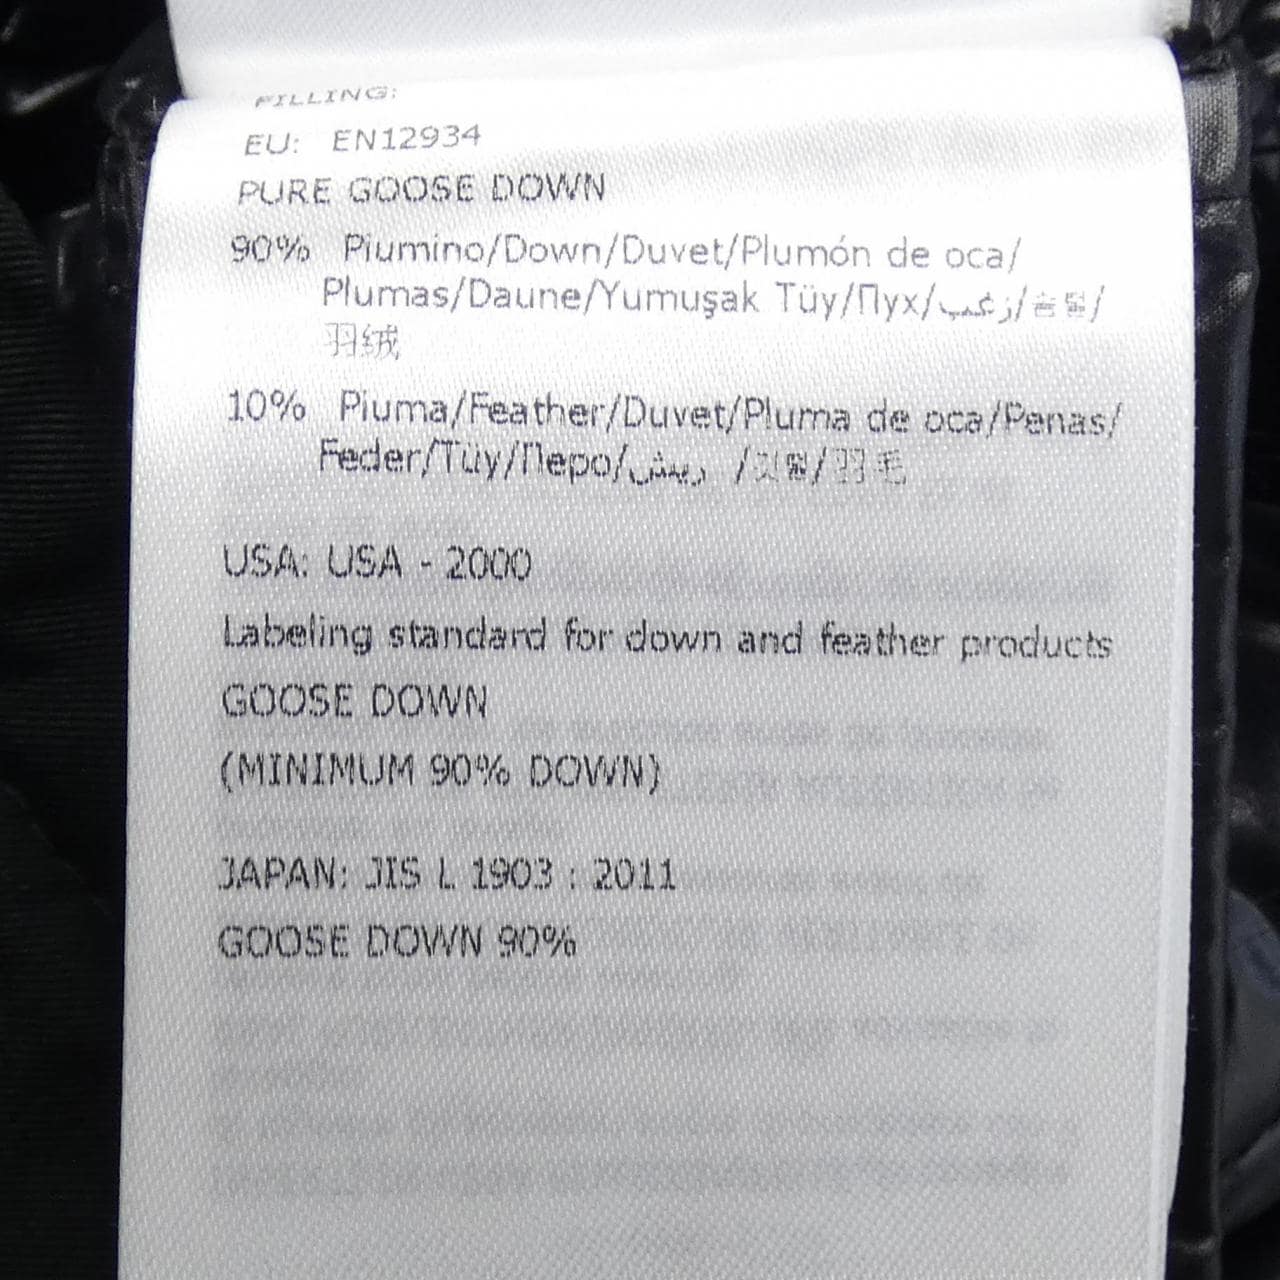 FILLING:
EU: EN12934
PURE GOOSE DOWN
90% Piumino/Down/Duvet/Plumón de oca/
Plumas/Daune/Yumuşak Tüy/Пух/زغب/솜털/
羽绒
10% Piuma/Feather/Duvet/Pluma de oca/Penas/
Feder/Tüy/Перо/ريش /깃털/羽毛
USA: USA - 2000
Labeling standard for down and feather products
GOOSE DOWN
(MINIMUM 90% DOWN)
JAPAN: JIS L 1903 : 2011
GOOSE DOWN 90%